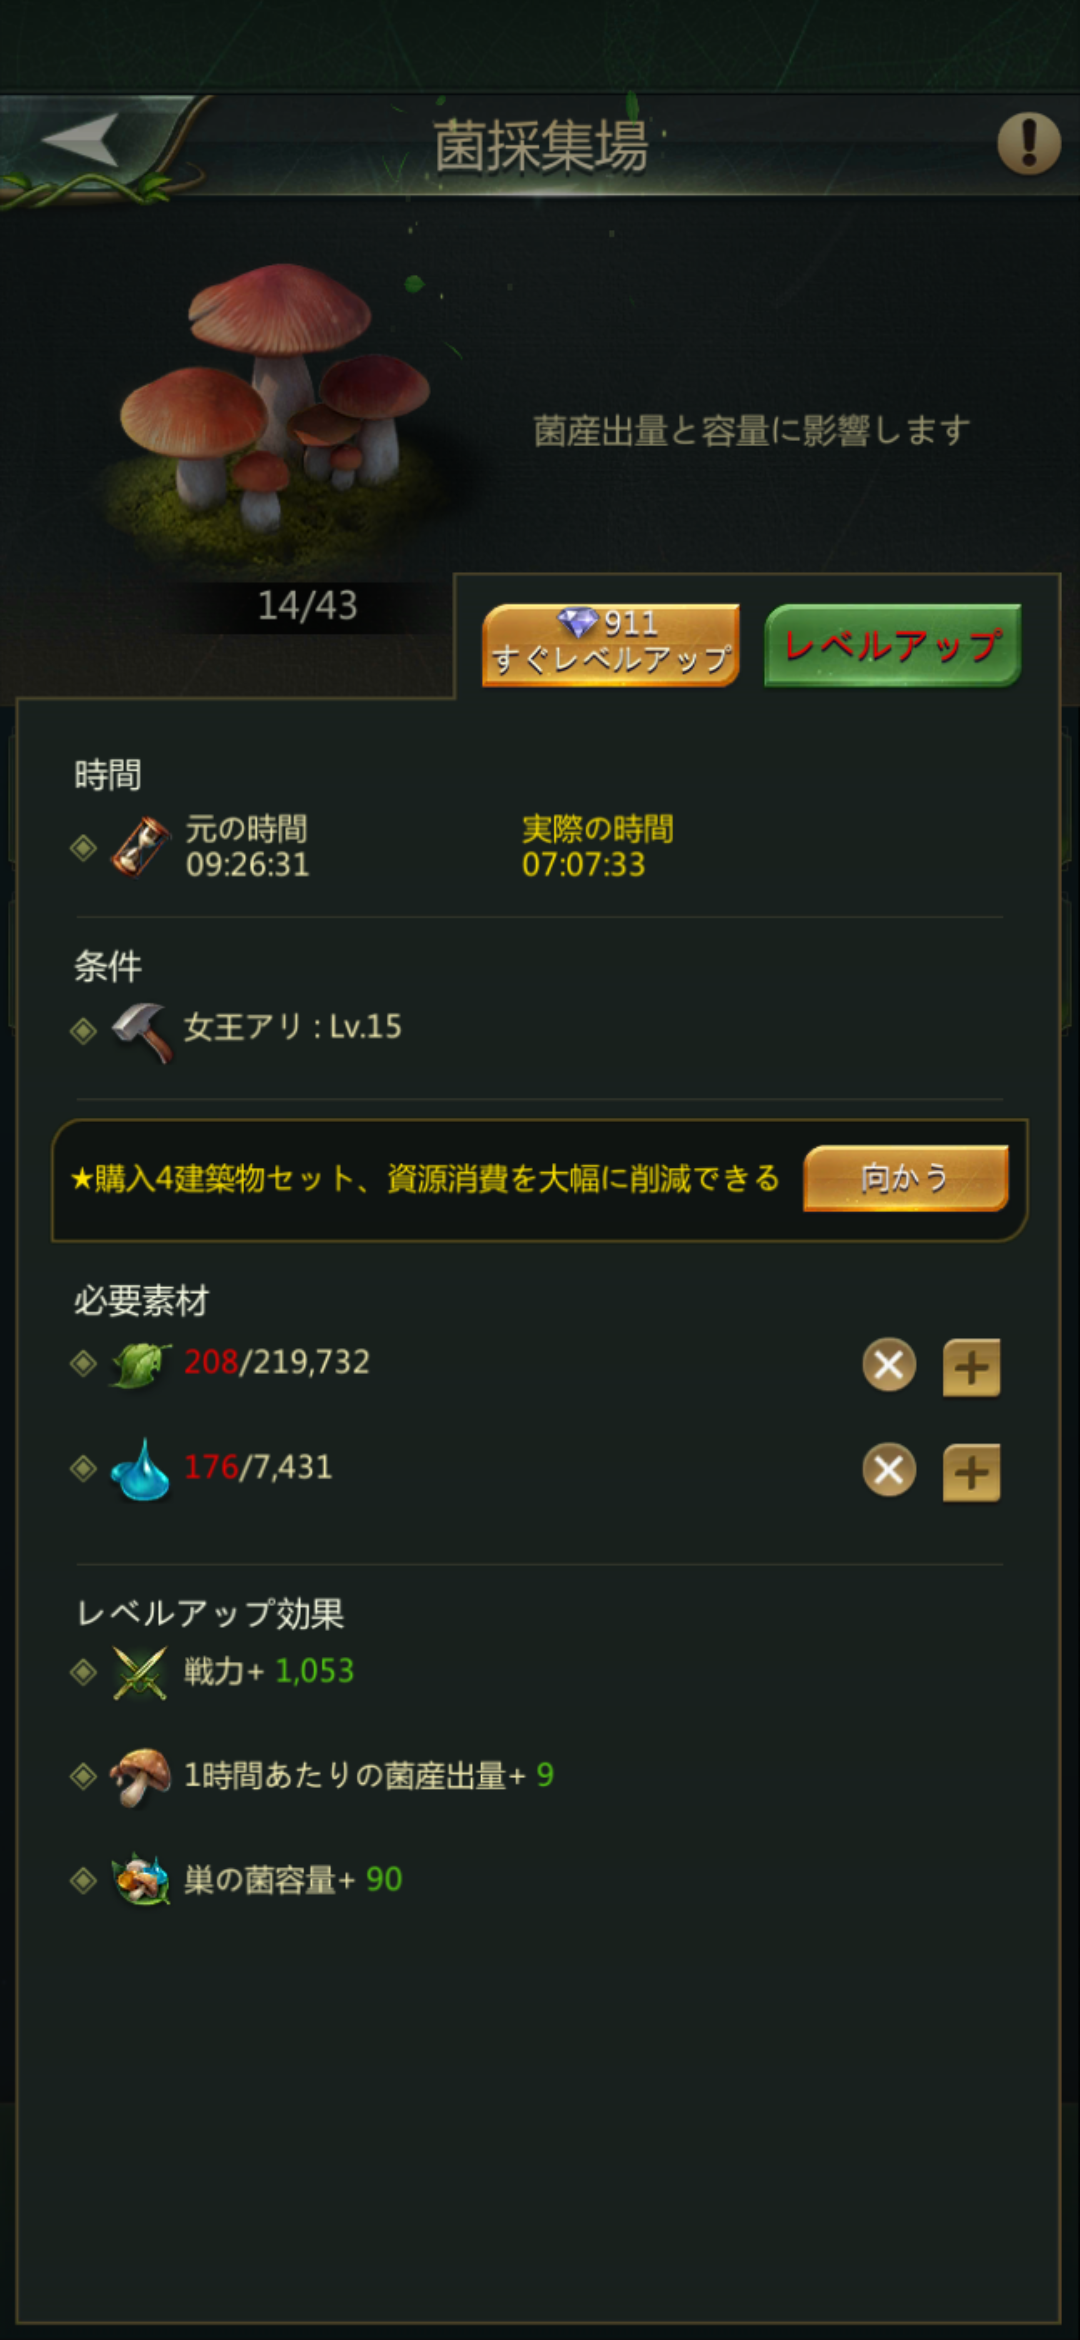 菌採集場
菌産出量と容量に影響します
14/43
911
すぐレベルアップ
レベルアップ
時間
元の時間 実際の時間
09:26:31 07:07:33
条件
女王アリ : Lv.15
★購入4建築物セット、資源消費を大幅に削減できる 向かう
必要素材
208/219,732
176/7,431
レベルアップ効果
戦力+ 1,053
1時間あたりの菌産出量+ 9
巣の菌容量+ 90